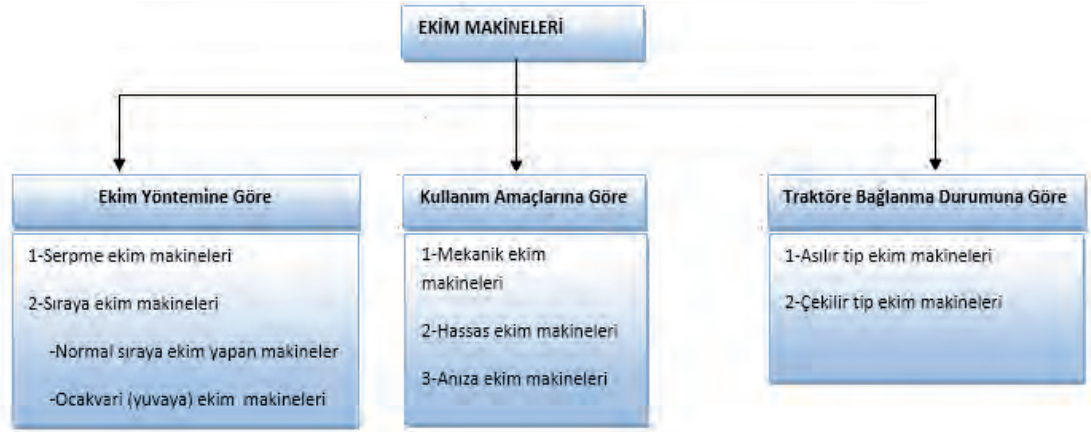 EKİM MAKİNELERİ
Ekim Yöntemine Göre
1-Serpme ekim makineleri
2-Sıraya ekim makineleri
-Normal sıraya ekim yapan makineler
-Ocakvari (yuvaya) ekim makineleri
Kullanım Amaçlarına Göre
1-Mekanik ekim
makineleri
2-Hassas ekim makineleri
3-Anıza ekim makineleri
Traktöre Bağlanma Durumuna Göre
1-Asılır tip ekim makineleri
2-Çekilir tip ekim makineleri